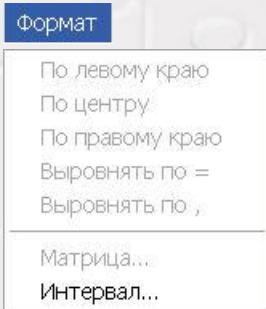 Формат
По левому краю
По центру
По правому краю
Выровнять по =
Выровнять по ,
Матрица...
Интервал...